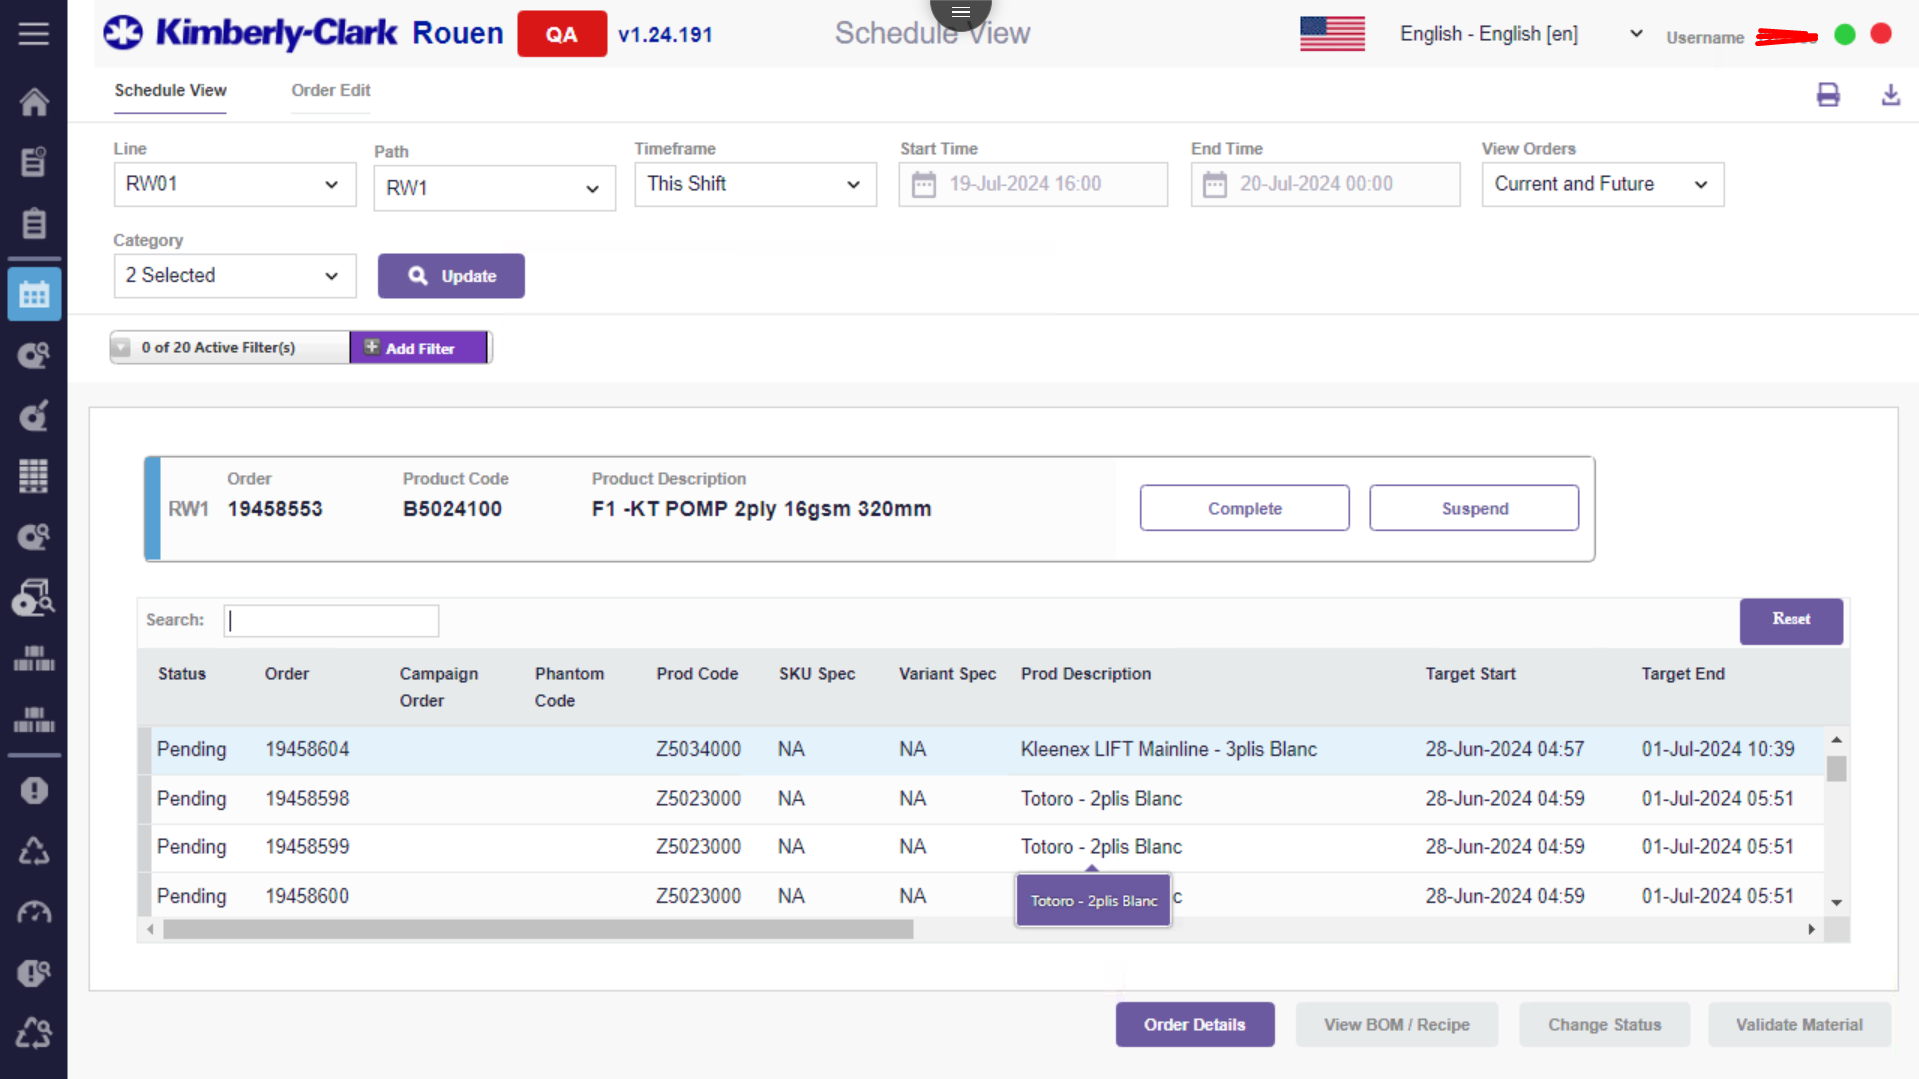 Kimberly-Clark Rouen QA v1.24.191 Schedule View English - English [en] Username
Schedule View Order Edit
Line Path Timeframe Start Time End Time View Orders
RW01 RW1 This Shift 19-Jul-2024 16:00 20-Jul-2024 00:00 Current and Future
Category
2 Selected Update
0 of 20 Active Filter(s) Add Filter
Order Product Code Product Description
RW1 19458553 B5024100 F1 -KT POMP 2ply 16gsm 320mm Complete Suspend
Search: Reset
Status Order Campaign Order Phantom Code Prod Code SKU Spec Variant Spec Prod Description Target Start Target End
Pending 19458604 Z5034000 NA NA Kleenex LIFT Mainline - 3plis Blanc 28-Jun-2024 04:57 01-Jul-2024 10:39
Pending 19458598 Z5023000 NA NA Totoro - 2plis Blanc 28-Jun-2024 04:59 01-Jul-2024 05:51
Pending 19458599 Z5023000 NA NA Totoro - 2plis Blanc 28-Jun-2024 04:59 01-Jul-2024 05:51
Pending 19458600 Z5023000 NA NA c 28-Jun-2024 04:59 01-Jul-2024 05:51
Totoro - 2plis Blanc
Order Details View BOM / Recipe Change Status Validate Material